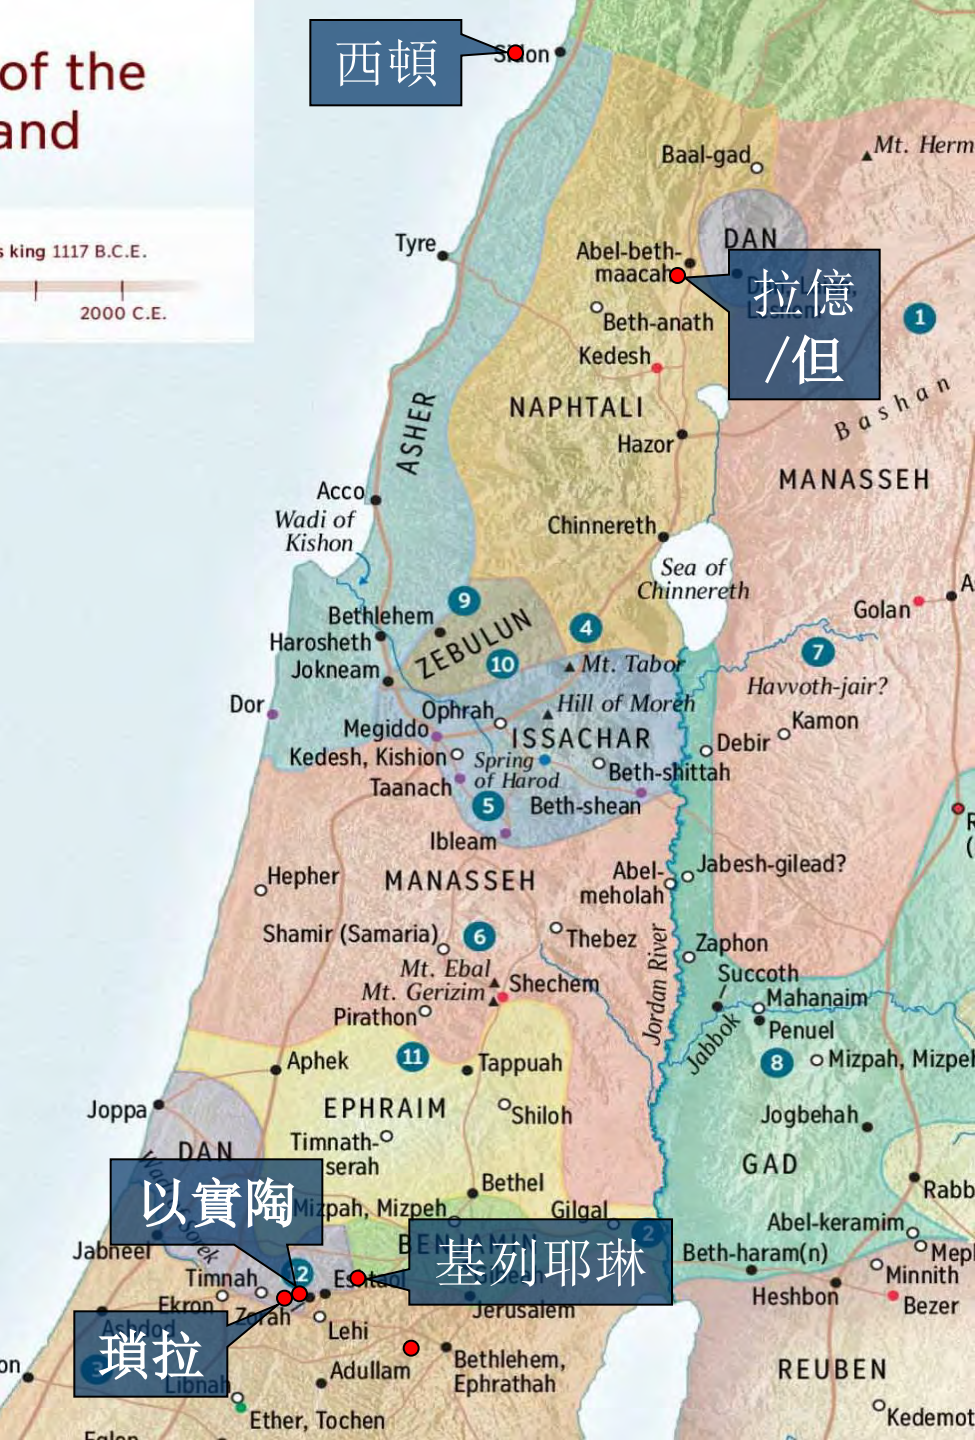 of the
and
s king 1117 B.C.E.
2000 C.E.
西頓
Baal-gad
Mt. Herm
Tyre
DAN
Abel-beth-
maacah
拉億
/但
Beth-anath
1
Kedesh
Bashan
ASHER
NAPHTALI
Hazor
MANASSEH
Acco
Wadi of
Kishon
Chinnereth
Sea of
Chinnereth
Golan
9
Bethlehem
ZEBULUN
4
Harosheth
7
10
Mt. Tabor
Jokneam
Havvoth-jair?
Dor
Ophrah
Hill of Moreh
Kamon
Megiddo
ISSACHAR
Debir
Kedesh, Kishion
Spring
of Harod
Beth-shittah
Taanach
5
Beth-shean
Ibleam
Hepher
MANASSEH
Abel-
meholah
Jabesh-gilead?
Shamir (Samaria)
6
Thebez
Zaphon
Mt. Ebal
Shechem
Succoth
Mt. Gerizim
Jordan River
Mahanaim
Pirathon
Penuel
Jabbok
Aphek
11
Tappuah
8
Mizpah, Mizpeh
Joppa
EPHRAIM
Shiloh
Jogbehah
Timnath-
serah
DAN
GAD
Bethel
Rabb
以實陶
Mizpah, Mizpeh
Gilgal
2
Abel-keramim
Jabneel
BENJAMIN
基列耶琳
Beth-haram(n)
Meph
Timnah
12
Eshtaol
Minnith
Ekron
Zorah
Jerusalem
Heshbon
Bezer
Ashdod
瑣拉
Lehi
3
Adullam
Bethlehem,
Ephrathah
REUBEN
Libnah
Ether, Tochen
Kedemot